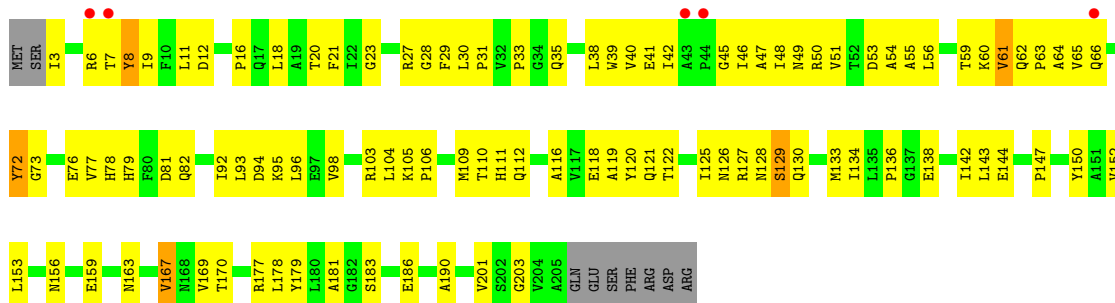 MET SER I3 R6 T7 Y8 I9 F10 L11 D12 P16 Q17 L18 A19 T20 F21 I22 G23 R27 G28 F29 L30 P31 V32 P33 G34 Q35 L38 W39 V40 E41 I42 A43 P44 G45 I46 A47 I48 N49 R50 V51 T52 D53 A54 A55 L56 T59 K60 V61 Q62 P63 A64 V65 Q66
Y72 G73 E76 V77 H78 H79 F80 D81 Q82 I92 L93 D94 K95 L96 E97 V98 R103 L104 K105 P106 M109 T110 H111 Q112 A116 V117 E118 A119 Y120 Q121 T122 I125 N126 R127 N128 S129 Q130 M133 I134 L135 P136 G137 E138 I142 L143 E144 P147 Y150 A151 V152
L153 N156 E159 N163 V167 N168 V169 T170 R177 L178 Y179 L180 A181 G182 S183 E186 A190 V201 S202 G203 V204 A205 GLN GLU SER PHE ARG ASP ARG